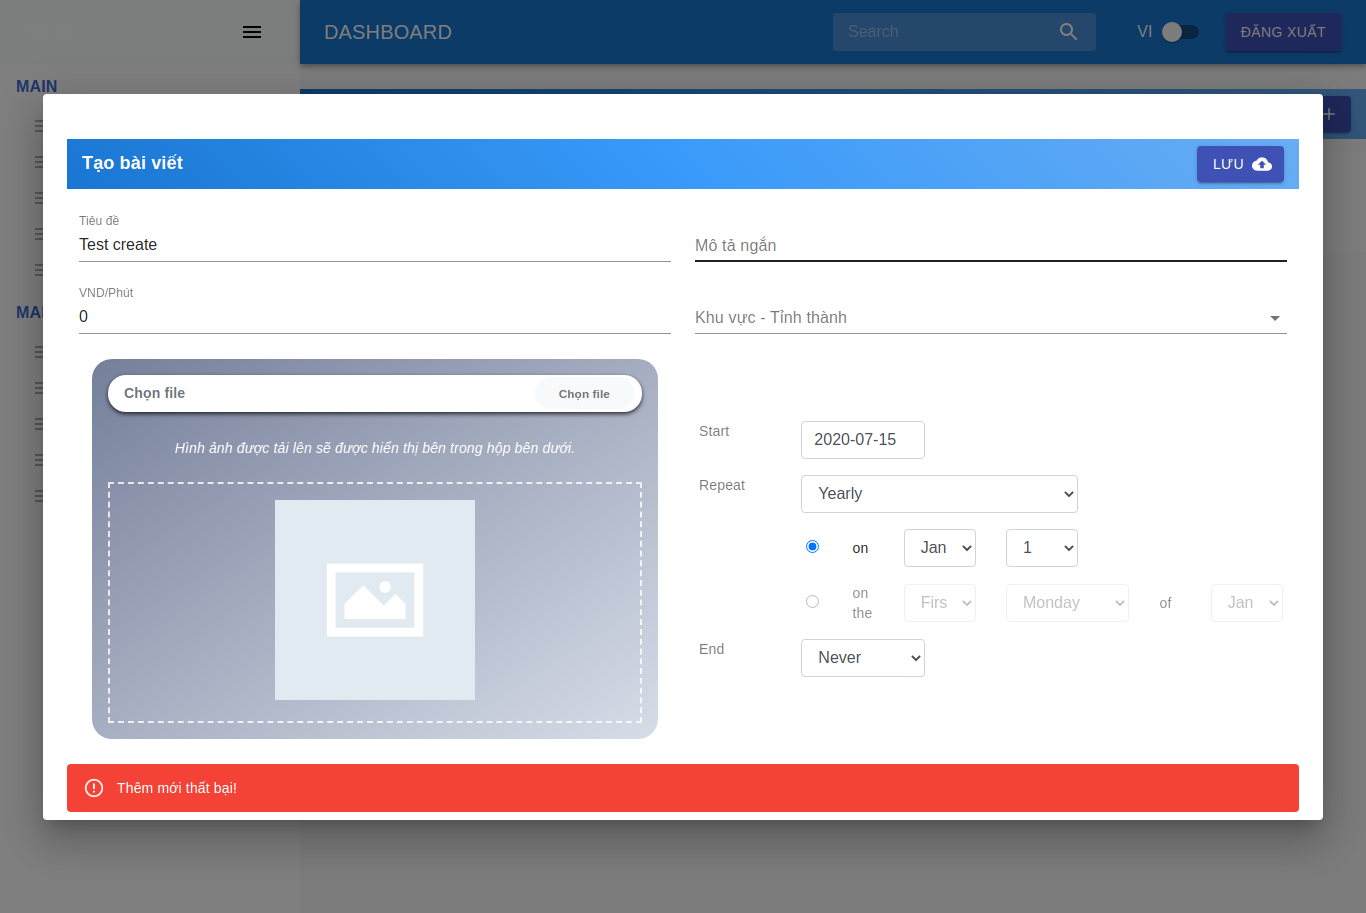 DASHBOARD
Search
VI
ĐĂNG XUẤT
MAIN
Tạo bài viết
LƯU
Tiêu đề
Test create
Mô tả ngắn
VND/Phút
0
Khu vực - Tỉnh thành
Chọn file
Chọn file
Hình ảnh được tải lên sẽ được hiển thị bên trong hộp bên dưới.
Start
2020-07-15
Repeat
Yearly
on
Jan
1
on
the
Firs
Monday
of
Jan
End
Never
Thêm mới thất bại!